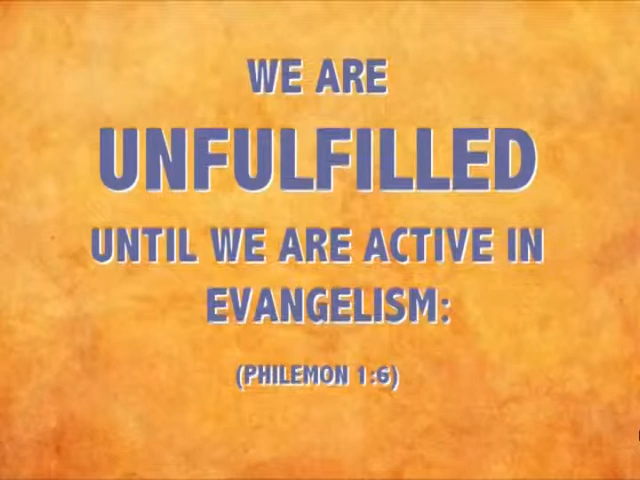 WE ARE
UNFULFILLED
UNTIL WE ARE ACTIVE IN
EVANGELISM:
(PHILEMON 1:6)